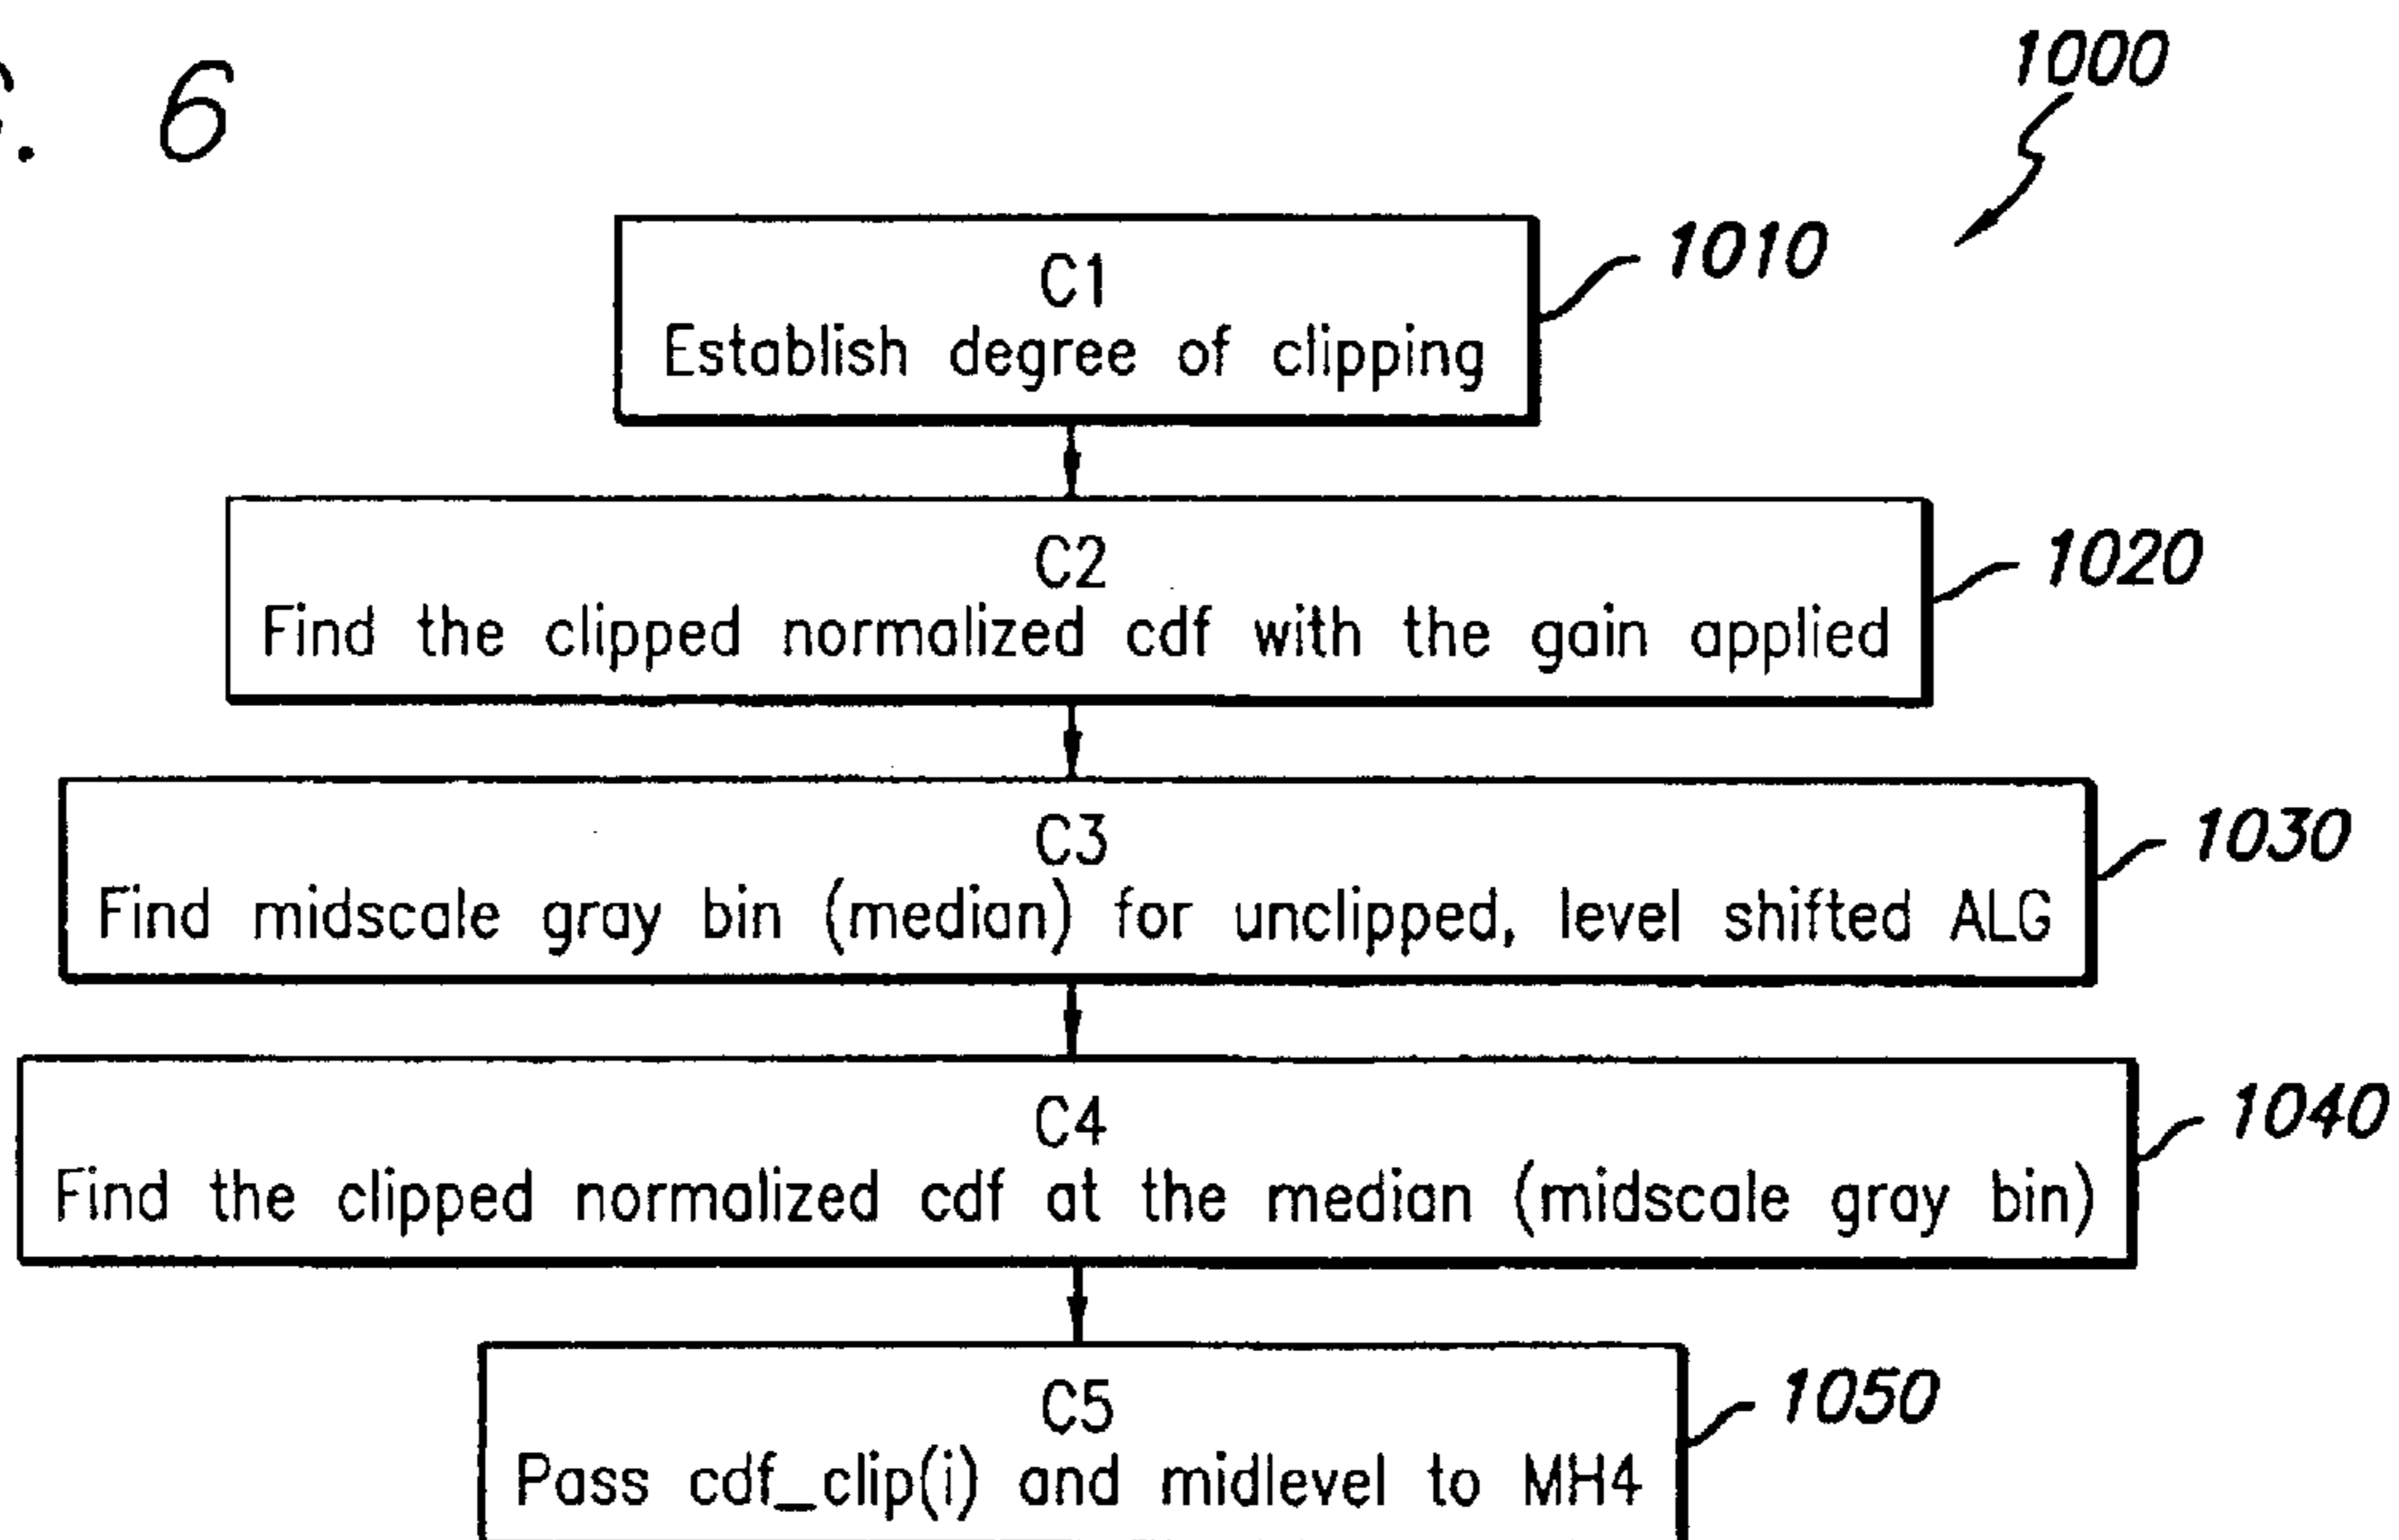 . 6
1000
C1
Establish degree of clipping
1010
C2
Find the clipped normalized cdf with the gain applied
1020
C3
Find midscale gray bin (median) for unclipped, level shifted ALG
1030
C4
Find the clipped normalized cdf at the median (midscale gray bin)
1040
C5
Pass cdf_clip(i) and midlevel to MH4
1050